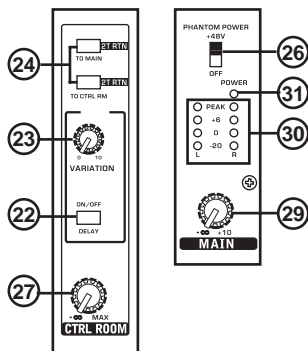 24
2T RTN
TO MAIN
2T RTN
TO CTRL RM
23
0 10
VARIATION
22
ON/OFF
DELAY
27
-∞ MAX
CTRL ROOM
PHANTOM POWER
+48V
26
OFF
POWER
31
PEAK
+6
0
-20
L R
30
29
-∞ +10
MAIN